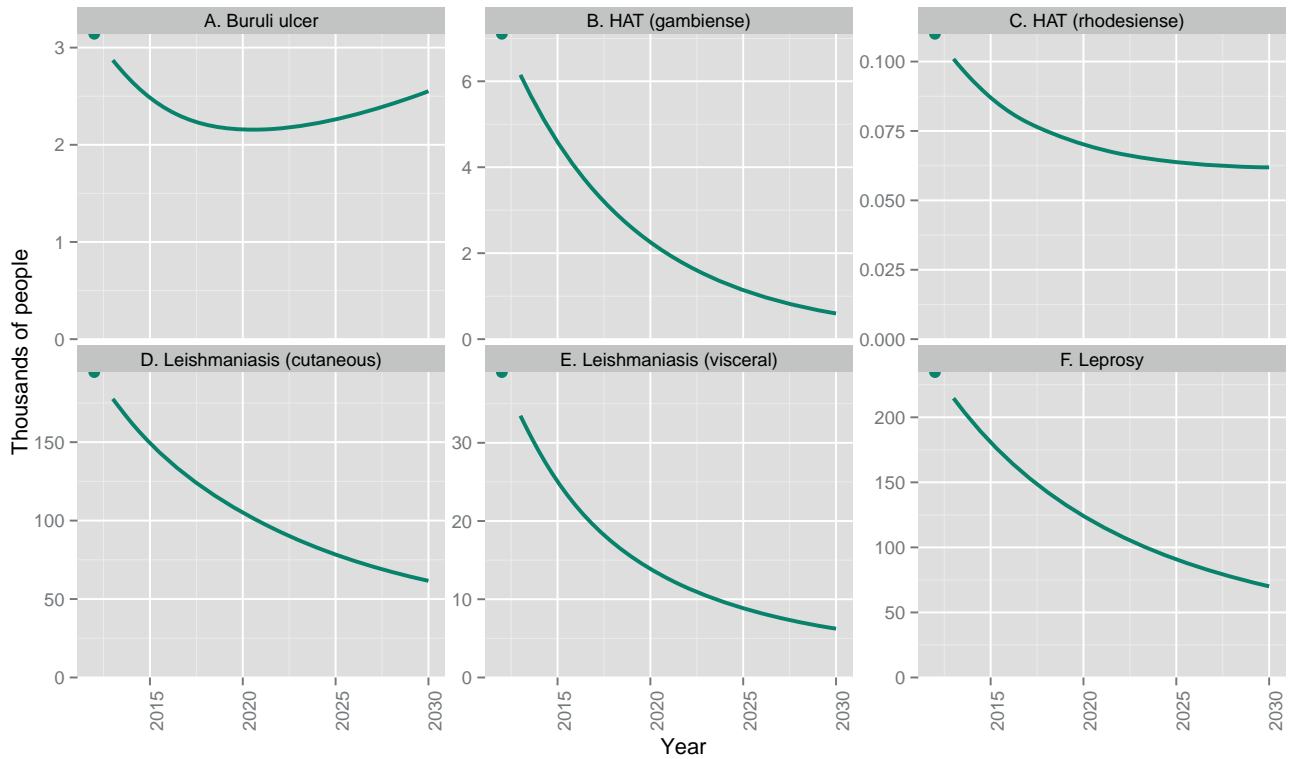 A. Buruli ulcer
B. HAT (gambiense)
C. HAT (rhodesiense)
3
2
1
0
6
4
2
0
0.100
0.075
0.050
0.025
0.000
Thousands of people
D. Leishmaniasis (cutaneous)
E. Leishmaniasis (visceral)
F. Leprosy
150
100
50
0
30
20
10
0
200
150
100
50
0
2015 2020 2025 2030
2015 2020 2025 2030
2015 2020 2025 2030
Year